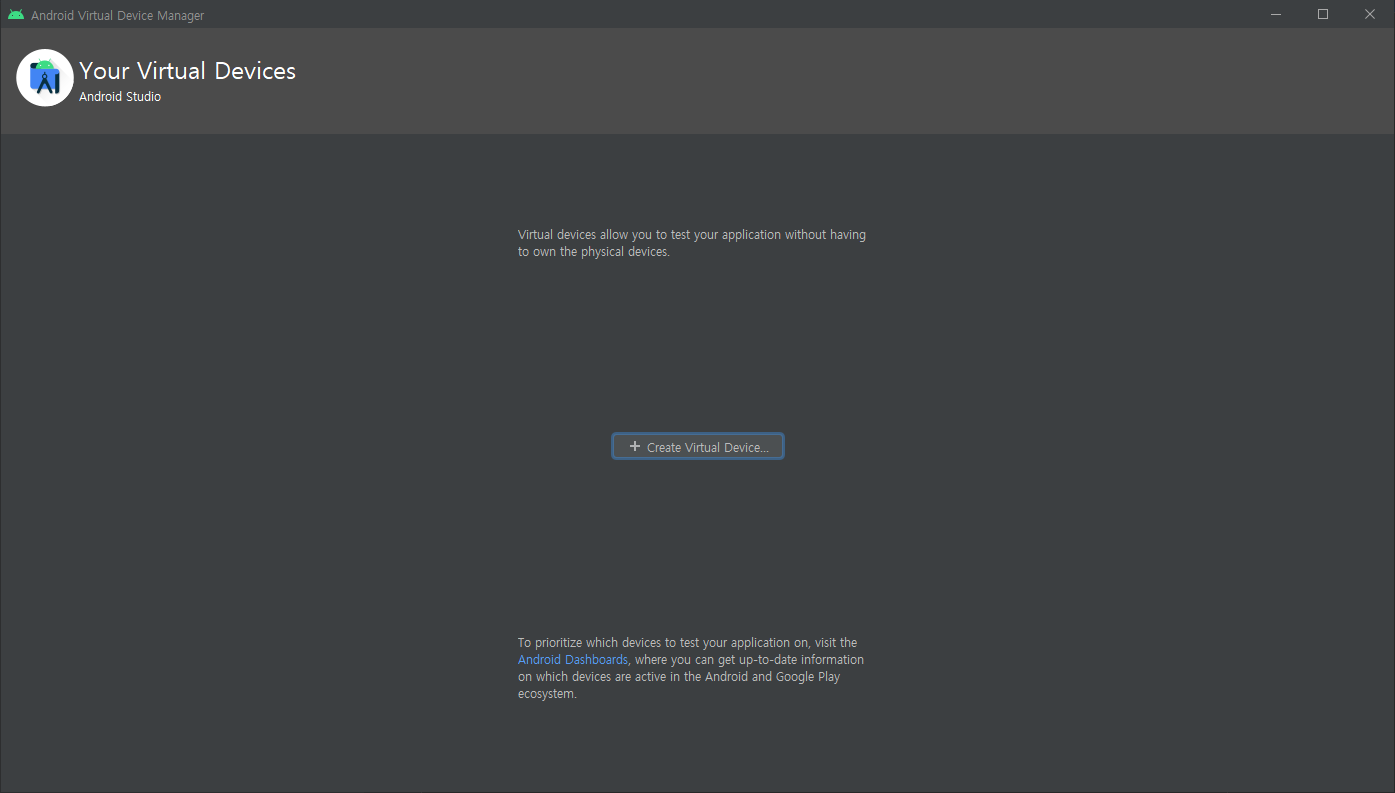 Android Virtual Device Manager
Your Virtual Devices
Android Studio
Virtual devices allow you to test your application without having
to own the physical devices.
Create Virtual Device...
To prioritize which devices to test your application on, visit the
Android Dashboards, where you can get up-to-date information
on which devices are active in the Android and Google Play
ecosystem.